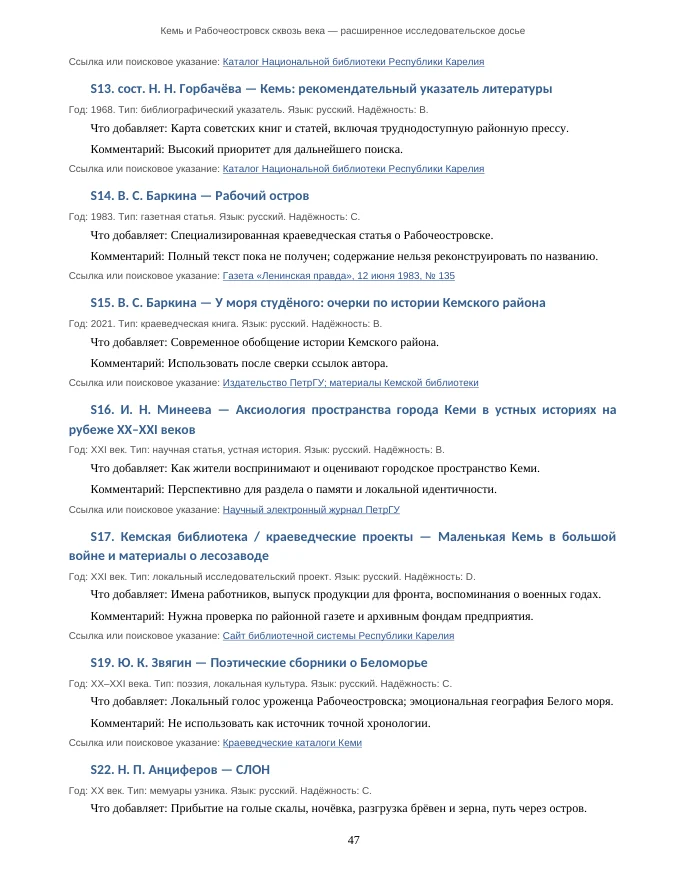 Кемь и Рабочеостровск сквозь века — расширенное исследовательское досье
Ссылка или поисковое указание: Каталог Национальной библиотеки Республики Карелия
S13. сост. Н. Н. Горбачёва — Кемь: рекомендательный указатель литературы
Год: 1968. Тип: библиографический указатель. Язык: русский. Надёжность: B.
Что добавляет: Карта советских книг и статей, включая труднодоступную районную прессу.
Комментарий: Высокий приоритет для дальнейшего поиска.
Ссылка или поисковое указание: Каталог Национальной библиотеки Республики Карелия
S14. В. С. Баркина — Рабочий остров
Год: 1983. Тип: газетная статья. Язык: русский. Надёжность: C.
Что добавляет: Специализированная краеведческая статья о Рабочеостровске.
Комментарий: Полный текст пока не получен; содержание нельзя реконструировать по названию.
Ссылка или поисковое указание: Газета «Ленинская правда», 12 июня 1983, № 135
S15. В. С. Баркина — У моря студёного: очерки по истории Кемского района
Год: 2021. Тип: краеведческая книга. Язык: русский. Надёжность: B.
Что добавляет: Современное обобщение истории Кемского района.
Комментарий: Использовать после сверки ссылок автора.
Ссылка или поисковое указание: Издательство ПетрГУ; материалы Кемской библиотеки
S16. И. Н. Минеева — Аксиология пространства города Кеми в устных историях на
рубеже XX–XXI веков
Год: XXI век. Тип: научная статья, устная история. Язык: русский. Надёжность: B.
Что добавляет: Как жители воспринимают и оценивают городское пространство Кеми.
Комментарий: Перспективно для раздела о памяти и локальной идентичности.
Ссылка или поисковое указание: Научный электронный журнал ПетрГУ
S17. Кемская библиотека / краеведческие проекты — Маленькая Кемь в большой
войне и материалы о лесозаводе
Год: XXI век. Тип: локальный исследовательский проект. Язык: русский. Надёжность: D.
Что добавляет: Имена работников, выпуск продукции для фронта, воспоминания о военных годах.
Комментарий: Нужна проверка по районной газете и архивным фондам предприятия.
Ссылка или поисковое указание: Сайт библиотечной системы Республики Карелия
S19. Ю. К. Звягин — Поэтические сборники о Беломорье
Год: XX–XXI века. Тип: поэзия, локальная культура. Язык: русский. Надёжность: C.
Что добавляет: Локальный голос уроженца Рабочеостровска; эмоциональная география Белого моря.
Комментарий: Не использовать как источник точной хронологии.
Ссылка или поисковое указание: Краеведческие каталоги Кеми
S22. Н. П. Анциферов — СЛОН
Год: XX век. Тип: мемуары узника. Язык: русский. Надёжность: C.
Что добавляет: Прибытие на голые скалы, ночёвка, разгрузка брёвен и зерна, путь через остров.
47